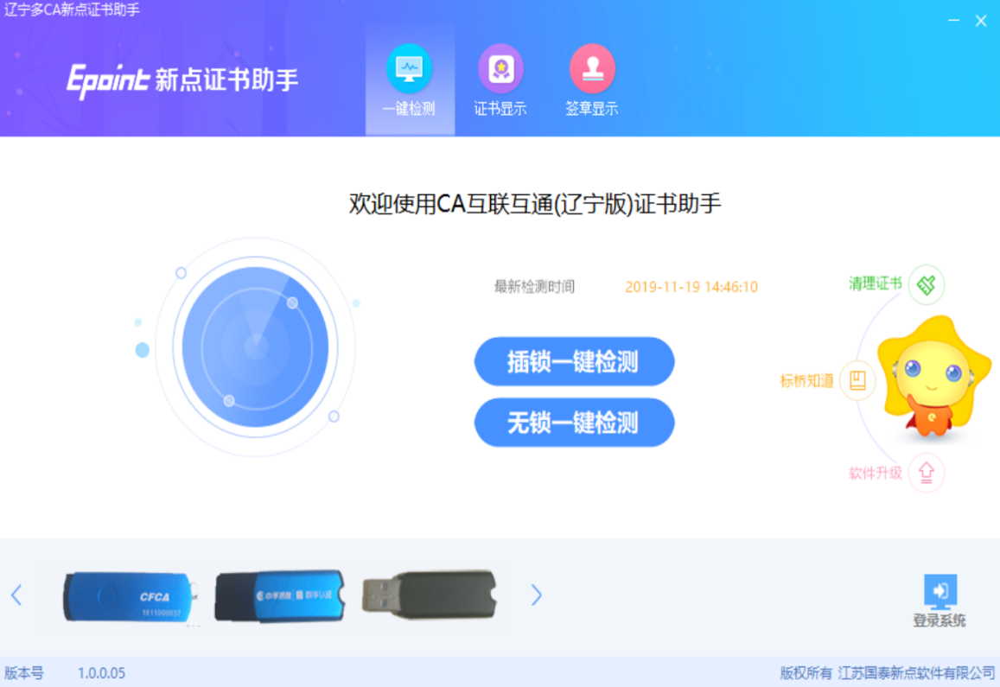 辽宁多CA新点证书助手
Epoint 新点证书助手
一键检测
证书显示
签章显示
欢迎使用CA互联互通(辽宁版)证书助手
最新检测时间 2019-11-19 14:46:10
清理证书
插锁一键检测
标桥知道
无锁一键检测
软件升级
CFCA
1811000037
数字认证
登录系统
版本号 1.0.0.05
版权所有 江苏国泰新点软件有限公司